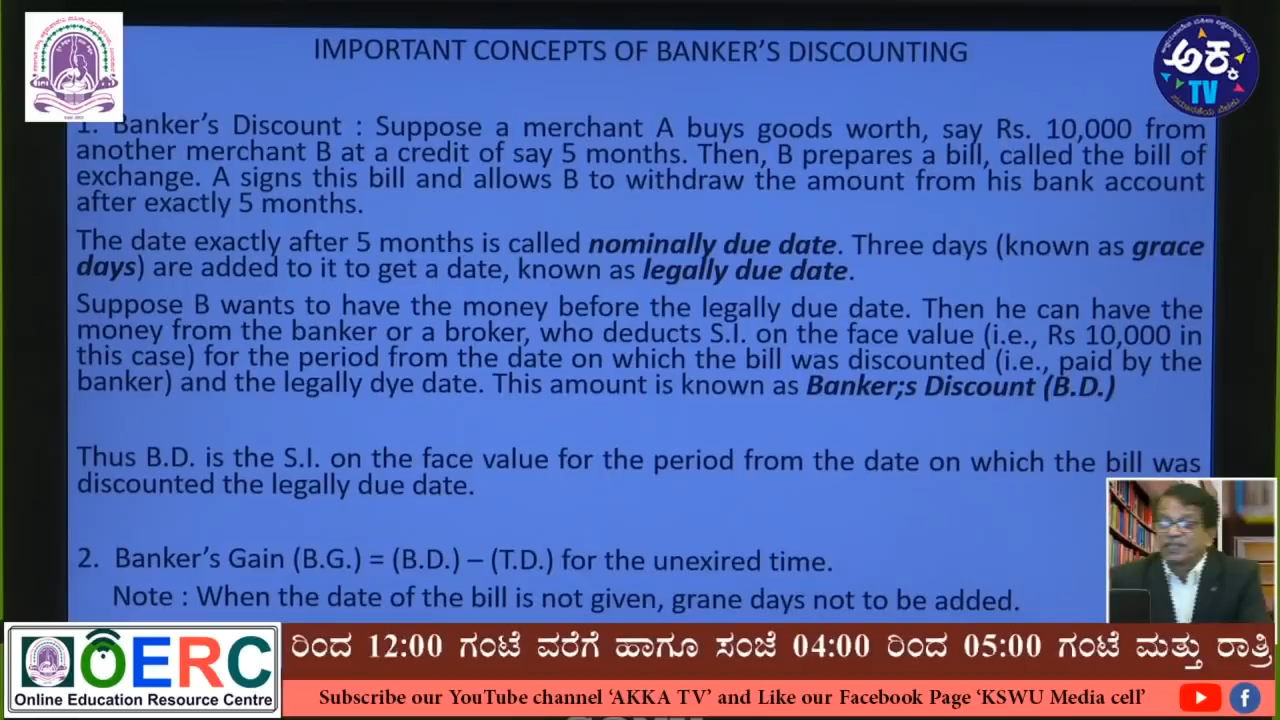 IMPORTANT CONCEPTS OF BANKER'S DISCOUNTING
ಅಕ್ಕ
TV
1. Banker's Discount : Suppose a merchant A buys goods worth, say Rs. 10,000 from
another merchant B at a credit of say 5 months. Then, B prepares a bill, called the bill of
exchange. A signs this bill and allows B to withdraw the amount from his bank account
after exactly 5 months.
The date exactly after 5 months is called nominally due date. Three days (known as grace
days) are added to it to get a date, known as legally due date.
Suppose B wants to have the money before the legally due date. Then he can have the
money from the banker or a broker, who deducts S.I. on the face value (i.e., Rs 10,000 in
this case) for the period from the date on which the bill was discounted (i.e., paid by the
banker) and the legally dye date. This amount is known as Banker;s Discount (B.D.)
Thus B.D. is the S.I. on the face value for the period from the date on which the bill was
discounted the legally due date.
2. Banker's Gain (B.G.) = (B.D.) – (T.D.) for the unexired time.
Note : When the date of the bill is not given, grane days not to be added.
OERC
Online Education Resource Centre
ರಿಂದ 12:00 ಗಂಟೆ ವರೆಗೆ ಹಾಗೂ ಸಂಜೆ 04:00 ರಿಂದ 05:00 ಗಂಟೆ ಮತ್ತು ರಾತ್ರಿ
Subscribe our YouTube channel 'AKKA TV' and Like our Facebook Page 'KSWU Media cell'